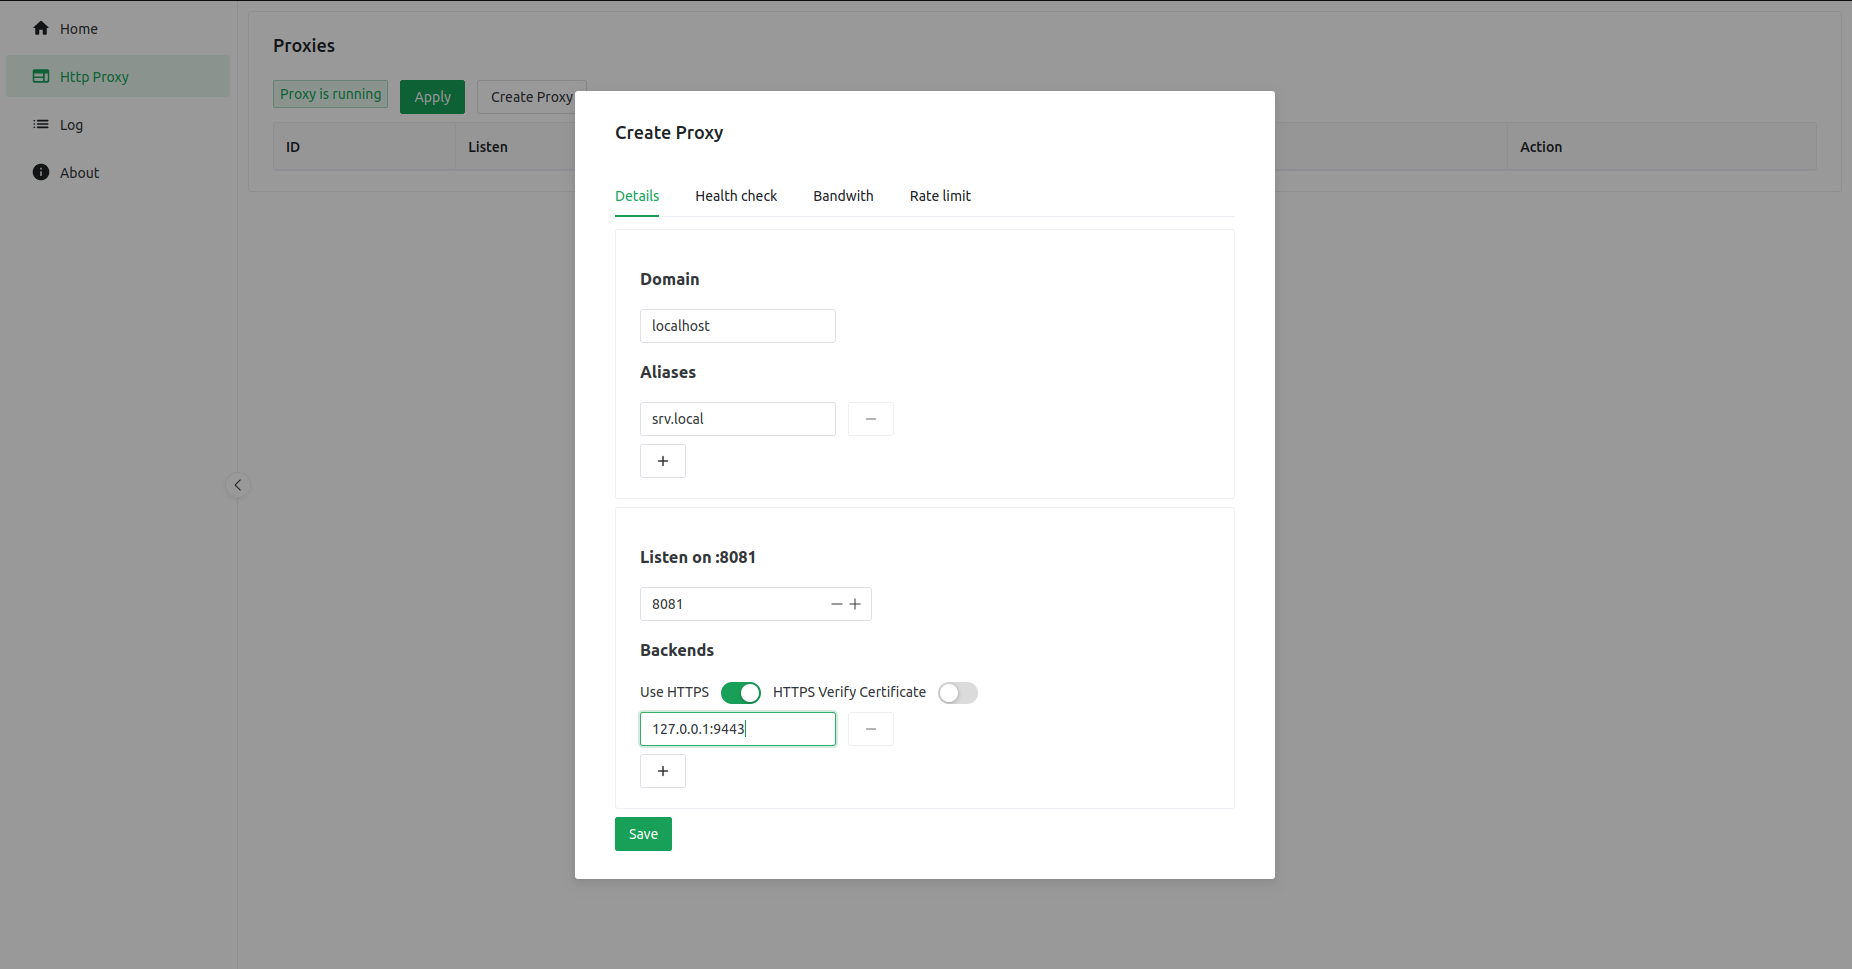 Home
Http Proxy
Log
About
Proxies
Proxy is running
Apply
Create Proxy
ID
Listen
Action
Create Proxy
Details
Health check
Bandwith
Rate limit
Domain
localhost
Aliases
srv.local
Listen on :8081
8081
Backends
Use HTTPS
HTTPS Verify Certificate
127.0.0.1:9443
Save